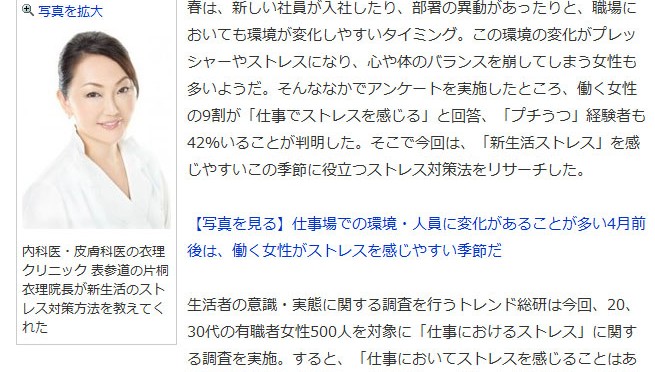 写真を拡大
内科医・皮膚科医の衣理
クリニック 表参道の片桐
衣理院長が新生活のスト
レス対策方法を教えてく
れた
春は、新しい社員が入社したり、部署の異動があったりと、職場に
おいても環境が変化しやすいタイミング。この環境の変化がプレッ
シャーやストレスになり、心や体のバランスを崩してしまう女性も
多いようだ。そんななかでアンケートを実施したところ、働く女性
の9割が「仕事でストレスを感じる」と回答、「プチうつ」経験者も
42%いることが判明した。そこで今回は、「新生活ストレス」を感
じやすいこの季節に役立つストレス対策法をリサーチした。
【写真を見る】仕事場での環境・人員に変化があることが多い4月前
後は、働く女性がストレスを感じやすい季節だ
生活者の意識・実態に関する調査を行うトレンド総研は今回、20、
30代の有職者女性500人を対象に「仕事におけるストレス」に関す
る調査を実施。すると、「仕事においてストレスを感じることはあ